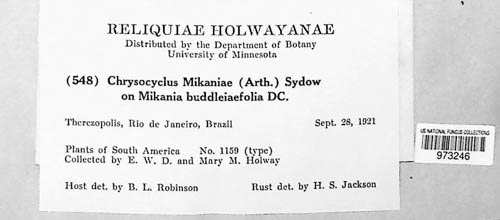 RELIQUIAE HOLWAYANAE
Distributed by the Department of Botany
University of Minnesota
(548) Chrysocyclus Mikaniae (Arth.) Sydow
on Mikania buddleiaefolia DC.
Therezopolis, Rio de Janeiro, Brazil Sept. 28, 1921
Plants of South America No. 1159 (type)
Collected by E. W. D. and Mary M. Holway
Host det. by B. L. Robinson Rust det. by H. S. Jackson
US NATIONAL FUNGUS COLLECTIONS
973246